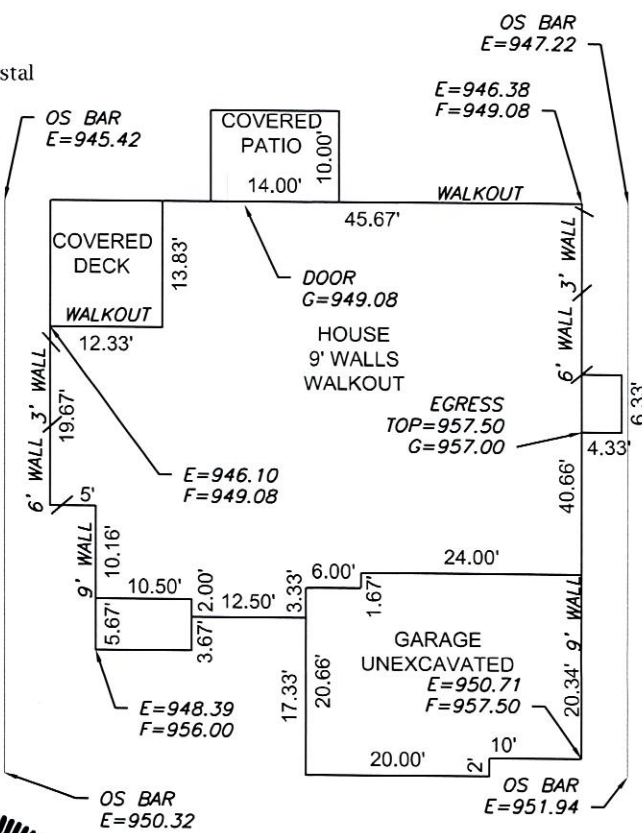 OS BAR
E=947.22
stal
E=946.38
F=949.08
OS BAR
E=945.42
COVERED
PATIO
10.00'
14.00'
WALKOUT
45.67'
COVERED
DECK
13.83'
DOOR
G=949.08
3' WALL
WALKOUT
12.33'
HOUSE
9' WALLS
WALKOUT
6' WALL
3' WALL
19.67'
EGRESS
TOP=957.50
G=957.00
6.33'
4.33'
6' WALL
5'
E=946.10
F=949.08
40.66'
9' WALL
10.16'
10.50'
2.00'
12.50'
3.33'
6.00'
1.67'
24.00'
9' WALL
5.67'
3.67'
17.33'
20.66'
GARAGE
UNEXCAVATED
E=950.71
F=957.50
20.34'
E=948.39
F=956.00
20.00'
2'
10'
OS BAR
E=950.32
OS BAR
E=951.94